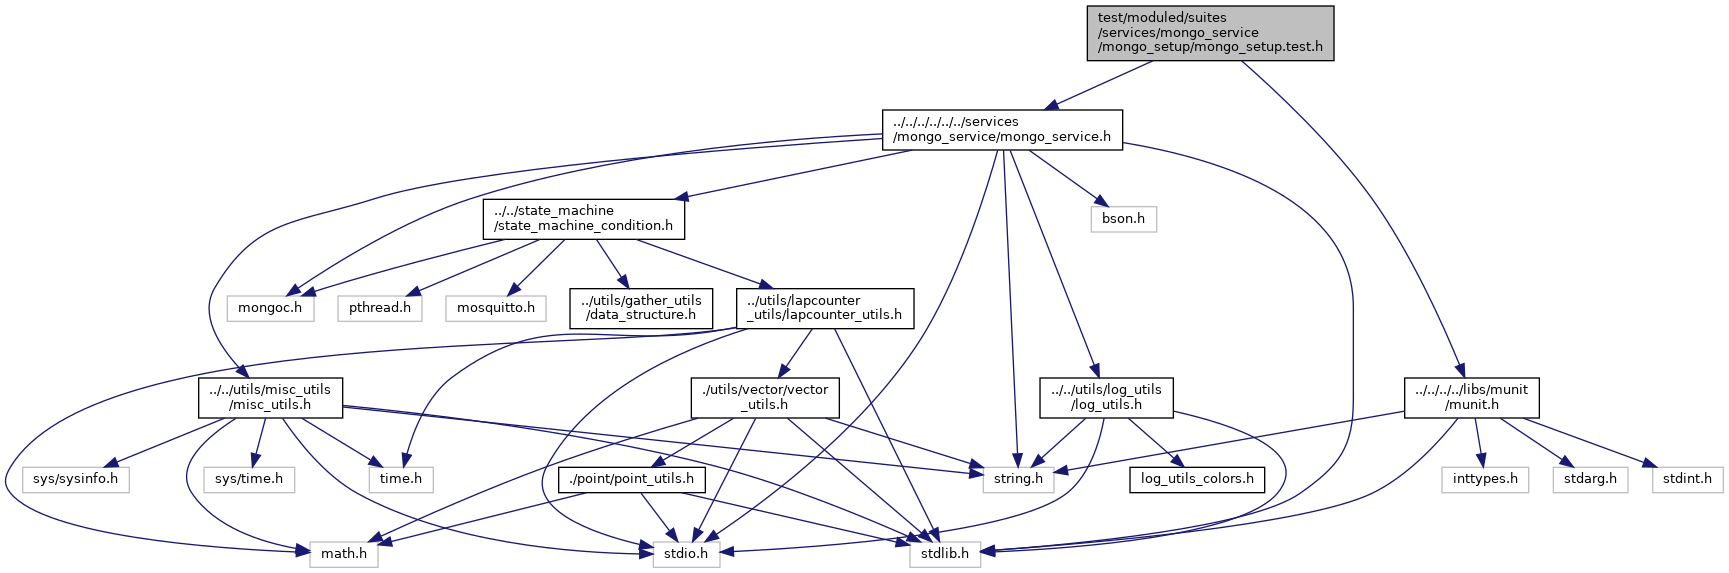 test/moduled/suites
/services/mongo_service
/mongo_setup/mongo_setup.test.h
../../../../../../services
/mongo_service/mongo_service.h
../../state_machine
/state_machine_condition.h
bson.h
mongoc.h
pthread.h
mosquitto.h
../utils/gather_utils
/data_structure.h
../utils/lapcounter
_utils/lapcounter_utils.h
../../utils/misc_utils
/misc_utils.h
./utils/vector/vector
_utils.h
../../utils/log_utils
/log_utils.h
../../../../libs/munit
/munit.h
sys/sysinfo.h
sys/time.h
time.h
./point/point_utils.h
string.h
log_utils_colors.h
inttypes.h
stdarg.h
stdint.h
math.h
stdio.h
stdlib.h